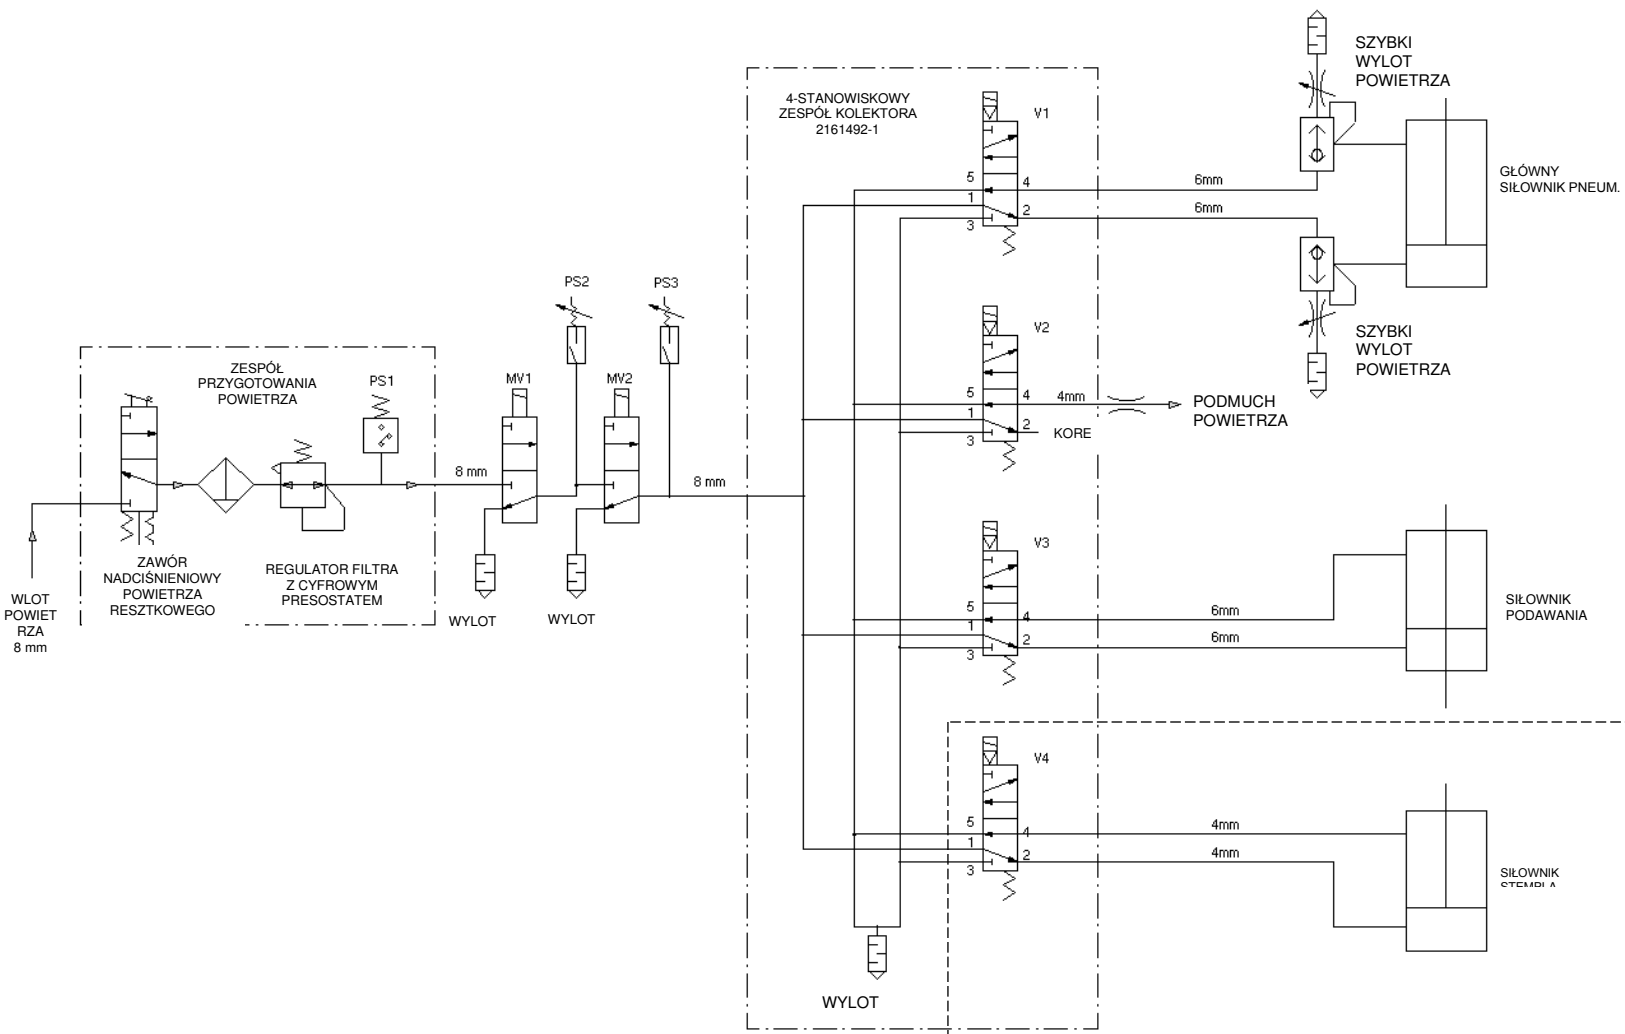 SZYBKI
WYLOT
POWIETRZA
4-STANOWISKOWY
ZESPÓŁ KOLEKTORA
2161492-1
V1
5
4
1
2
3
6mm
6mm
GŁÓWNY
SIŁOWNIK PNEUM.
SZYBKI
WYLOT
POWIETRZA
V2
5
4
1
2
3
4mm
KORE
PODMUCH
POWIETRZA
PS2
PS3
MV1
MV2
ZESPÓŁ
PRZYGOTOWANIA
POWIETRZA
PS1
8 mm
8 mm
ZAWÓR
NADCIŚNIENIOWY
POWIETRZA
RESZTKOWEGO
REGULATOR FILTRA
Z CYFROWYM
PRESOSTATEM
WLOT
POWIET
RZA
8 mm
WYLOT
WYLOT
V3
5
4
1
2
3
6mm
6mm
SIŁOWNIK
PODAWANIA
V4
5
4
1
2
3
4mm
4mm
SIŁOWNIK
STEMPLA
WYLOT